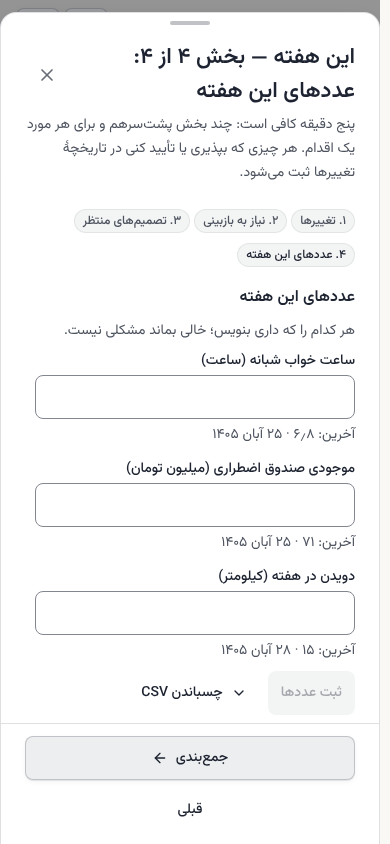 این هفته — بخش ۴ از ۴:
عددهای این هفته
پنج دقیقه کافی است: چند بخش پشت‌سرهم و برای هر مورد
یک اقدام. هر چیزی که بپذیری یا تأیید کنی در تاریخچهٔ
تغییرها ثبت می‌شود.
۱. تغییرها ۲. نیاز به بازبینی ۳. تصمیم‌های منتظر
۴. عددهای این هفته
عددهای این هفته
هر کدام را که داری بنویس؛ خالی بماند مشکلی نیست.
ساعت خواب شبانه (ساعت)
آخرین: ۶٫۸ · ۲۵ آبان ۱۴۰۵
موجودی صندوق اضطراری (میلیون تومان)
آخرین: ۷۱ · ۲۵ آبان ۱۴۰۵
دویدن در هفته (کیلومتر)
آخرین: ۱۵ · ۲۸ آبان ۱۴۰۵
ثبت عددها چسباندن CSV
جمع‌بندی
قبلی